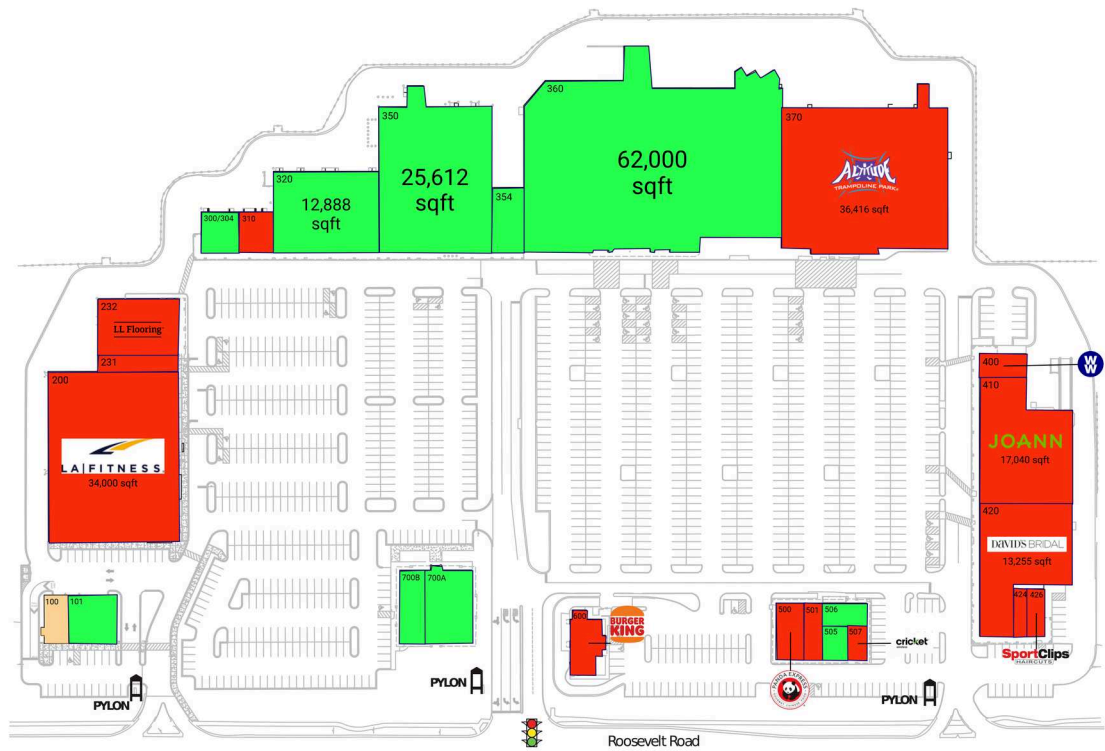 360
350
370
62,000
sqft
ALTITUDE
TRAMPOLINE PARK
36,416 sqft
320
25,612
sqft
354
12,888
sqft
300/304
310
232
LL Flooring
231
200
LA|FITNESS.
34,000 sqft
400
W
W
410
JOANN
17,040 sqft
420
DAVID'S BRIDAL
13,255 sqft
424
426
SportClips
HAIRCUTS
100
101
700B
700A
600
BURGER
KING
500
501
506
505
507
cricket
PANDA EXPRESS
PYLON
PYLON
PYLON
Roosevelt Road